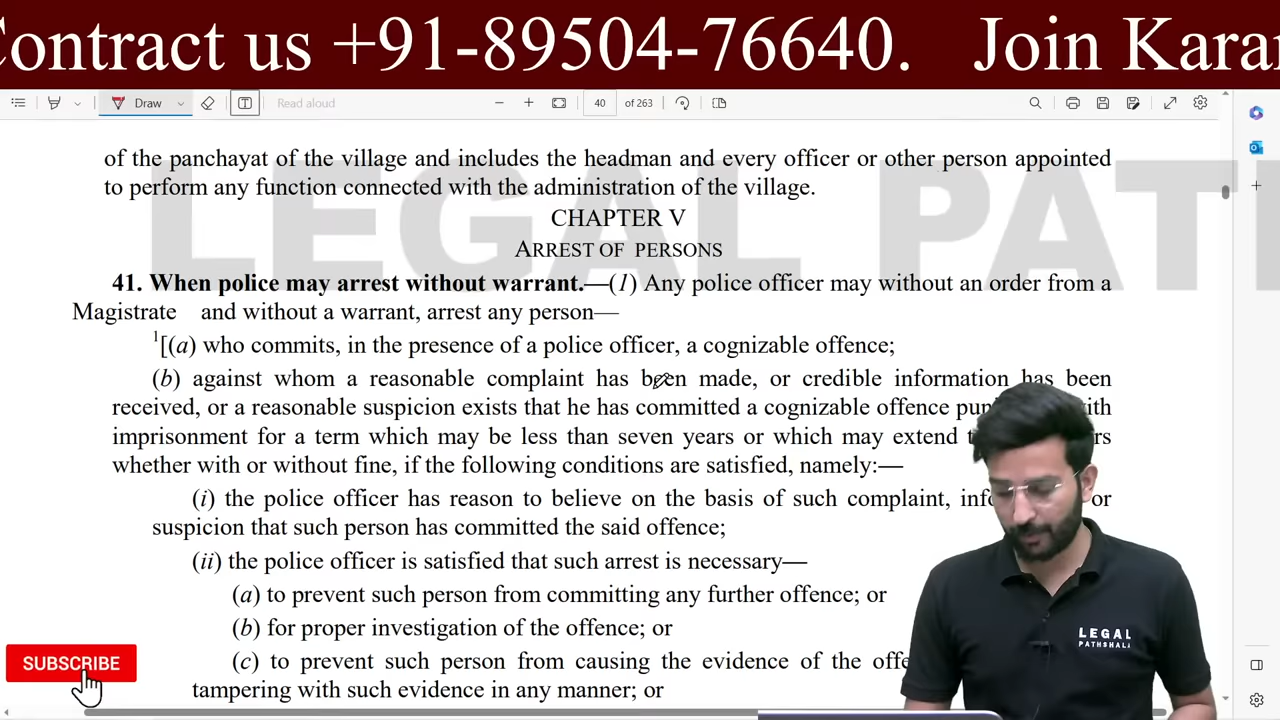 Contract us +91-89504-76640. Join Karan
Draw
Read aloud
40 of 263
of the panchayat of the village and includes the headman and every officer or other person appointed
to perform any function connected with the administration of the village.
LEGAL PAT
CHAPTER V
ARREST OF PERSONS
41. When police may arrest without warrant.—(1) Any police officer may without an order from a
Magistrate and without a warrant, arrest any person—
1[(a) who commits, in the presence of a police officer, a cognizable offence;
(b) against whom a reasonable complaint has been made, or credible information has been
received, or a reasonable suspicion exists that he has committed a cognizable offence
imprisonment for a term which may be less than seven years or which may extend
whether with or without fine, if the following conditions are satisfied, namely:—
(i) the police officer has reason to believe on the basis of such complaint, or
suspicion that such person has committed the said offence;
(ii) the police officer is satisfied that such arrest is necessary—
(a) to prevent such person from committing any further offence; or
(b) for proper investigation of the offence; or
(c) to prevent such person from causing the evidence of the
tampering with such evidence in any manner; or
SUBSCRIBE
LEGAL
PATHSHALA